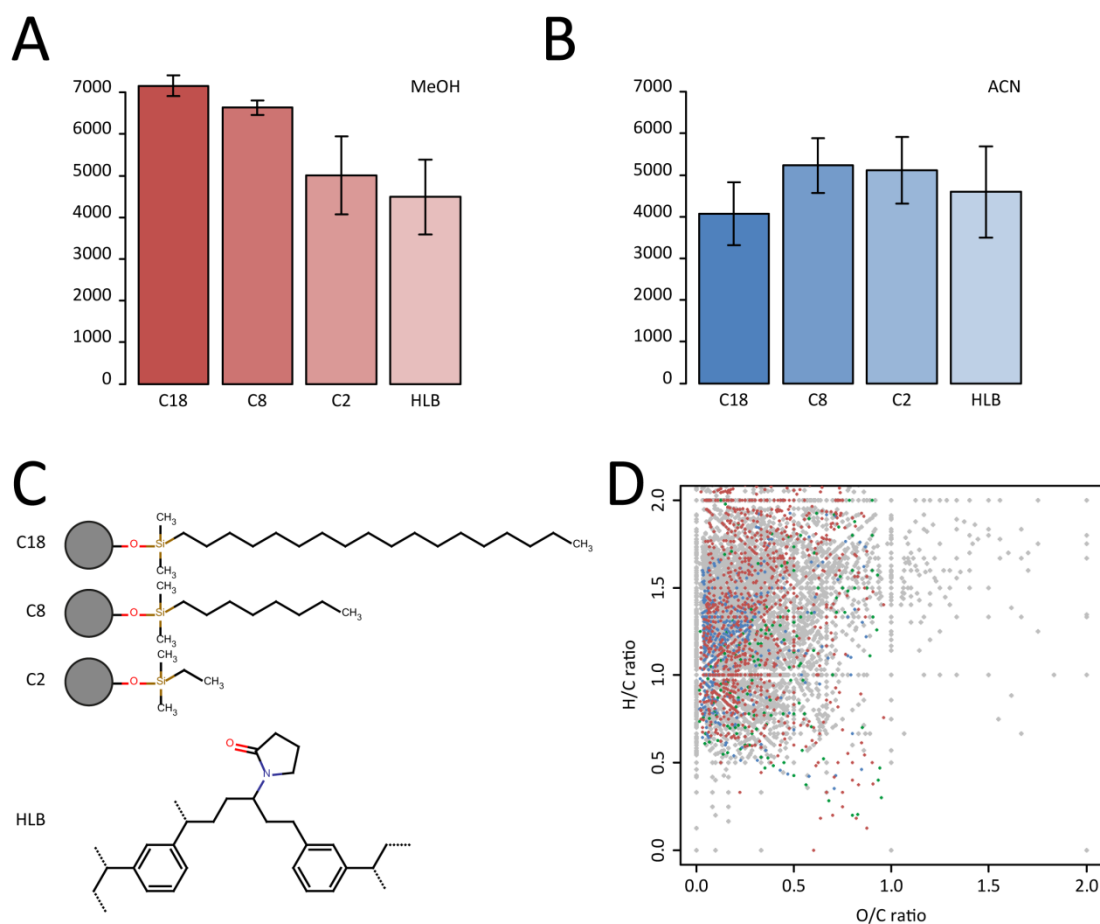 A
MeOH
7000
6000
5000
4000
3000
2000
1000
0
C18 C8 C2 HLB
B
ACN
7000
6000
5000
4000
3000
2000
1000
0
C18 C8 C2 HLB
C
C18
CH3
O Si
CH3
CH3
C8
CH3
O Si
CH3
CH3
C2
CH3
O Si
CH3
CH3
HLB
O
N
D
H/C ratio
2.0
1.5
1.0
0.5
0.0
0.0 0.5 1.0 1.5 2.0
O/C ratio